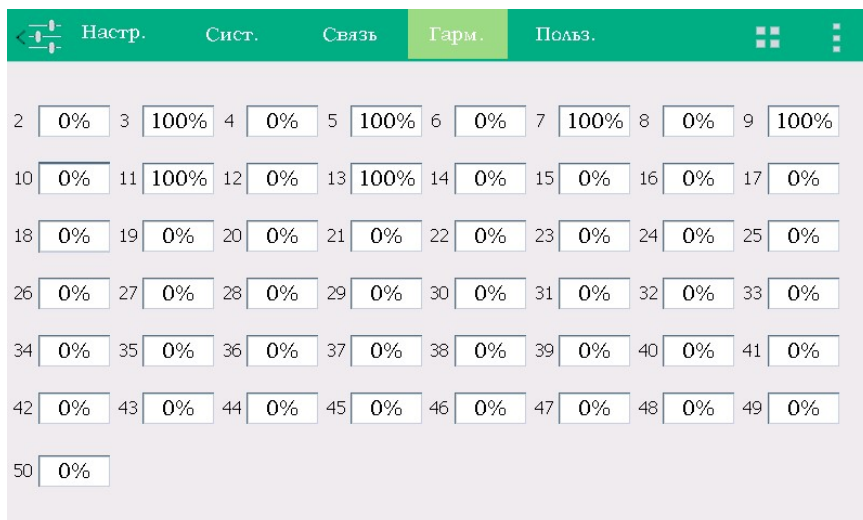 Настр. Сист. Связь Гарм. Польз.
2 0% 3 100% 4 0% 5 100% 6 0% 7 100% 8 0% 9 100%
10 0% 11 100% 12 0% 13 100% 14 0% 15 0% 16 0% 17 0%
18 0% 19 0% 20 0% 21 0% 22 0% 23 0% 24 0% 25 0%
26 0% 27 0% 28 0% 29 0% 30 0% 31 0% 32 0% 33 0%
34 0% 35 0% 36 0% 37 0% 38 0% 39 0% 40 0% 41 0%
42 0% 43 0% 44 0% 45 0% 46 0% 47 0% 48 0% 49 0%
50 0%